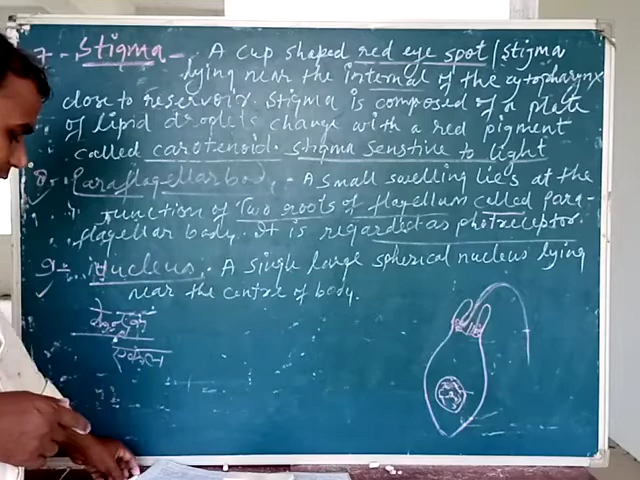 7 - Stigma - A cup shaped red eye spot / stigma
lying near the internal of the cytopharynx
close to reservoir. Stigma is composed of a plate
of lipid droplets change with a red pigment
called carotenoid. Stigma senstive to light
8. Paraflagellar body, - A small swelling lies at the
Junction of Two roots of flagellum called para-
flagellar body. It is regarded as photoreceptor.
9 - Nucleus, - A single large spherical nucleus lying
near the centre of body.